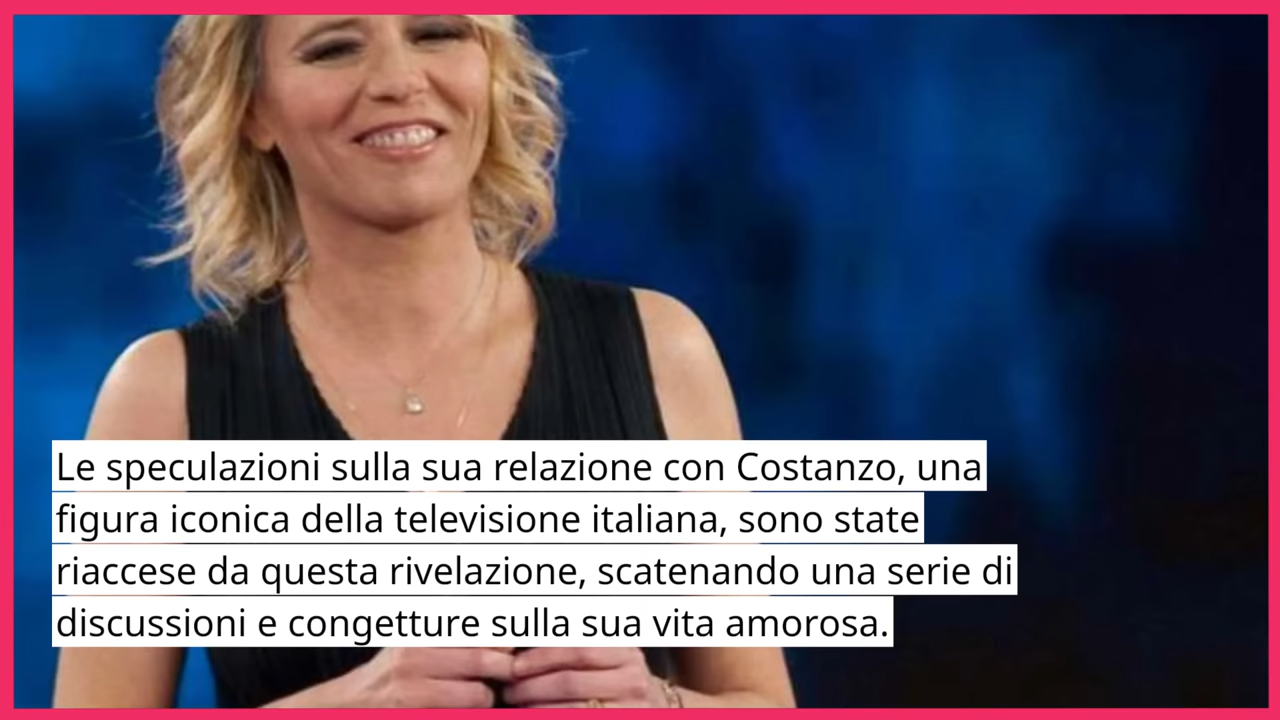 Le speculazioni sulla sua relazione con Costanzo, una
figura iconica della televisione italiana, sono state
riaccese da questa rivelazione, scatenando una serie di
discussioni e congetture sulla sua vita amorosa.